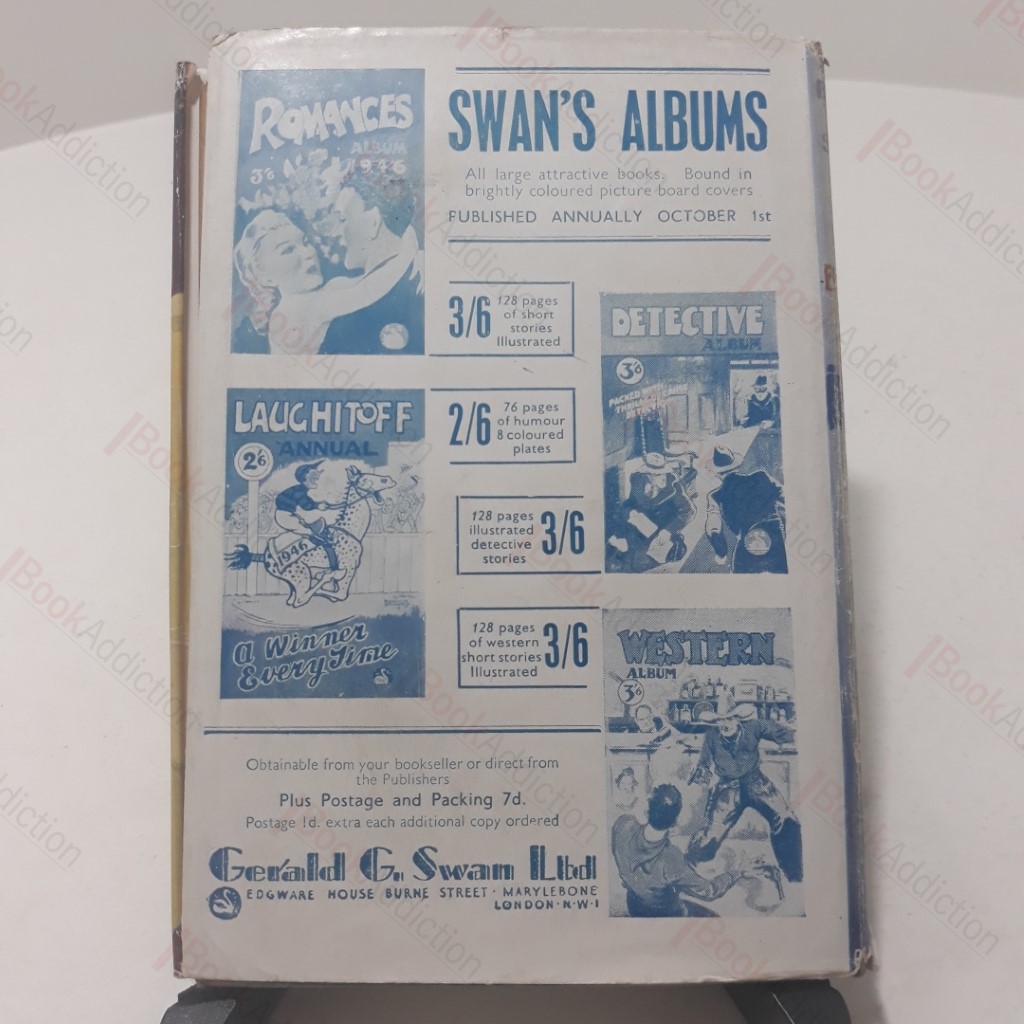 ROMANCES
ALBUM
3/6 1946
SWAN'S ALBUMS
All large attractive books. Bound in
brightly coloured picture board covers
PUBLISHED ANNUALLY OCTOBER 1st
3/6
128 pages
of short
stories
Illustrated
DETECTIVE
ALBUM
3/6
PACKED WITH
LAUGHITOFF
ANNUAL
2/6
1946
A Winner
Every Time
2/6
76 pages
of humour
8 coloured
plates
128 pages
illustrated
detective
stories
3/6
128 pages
of western
short stories
Illustrated
3/6
WESTERN
ALBUM
3/6
Obtainable from your bookseller or direct from
the Publishers
Plus Postage and Packing 7d.
Postage 1d. extra each additional copy ordered
Gerald G. Swan Ltd
EDGWARE HOUSE BURNE STREET · MARYLEBONE
LONDON · N·W·1
BookAddiction